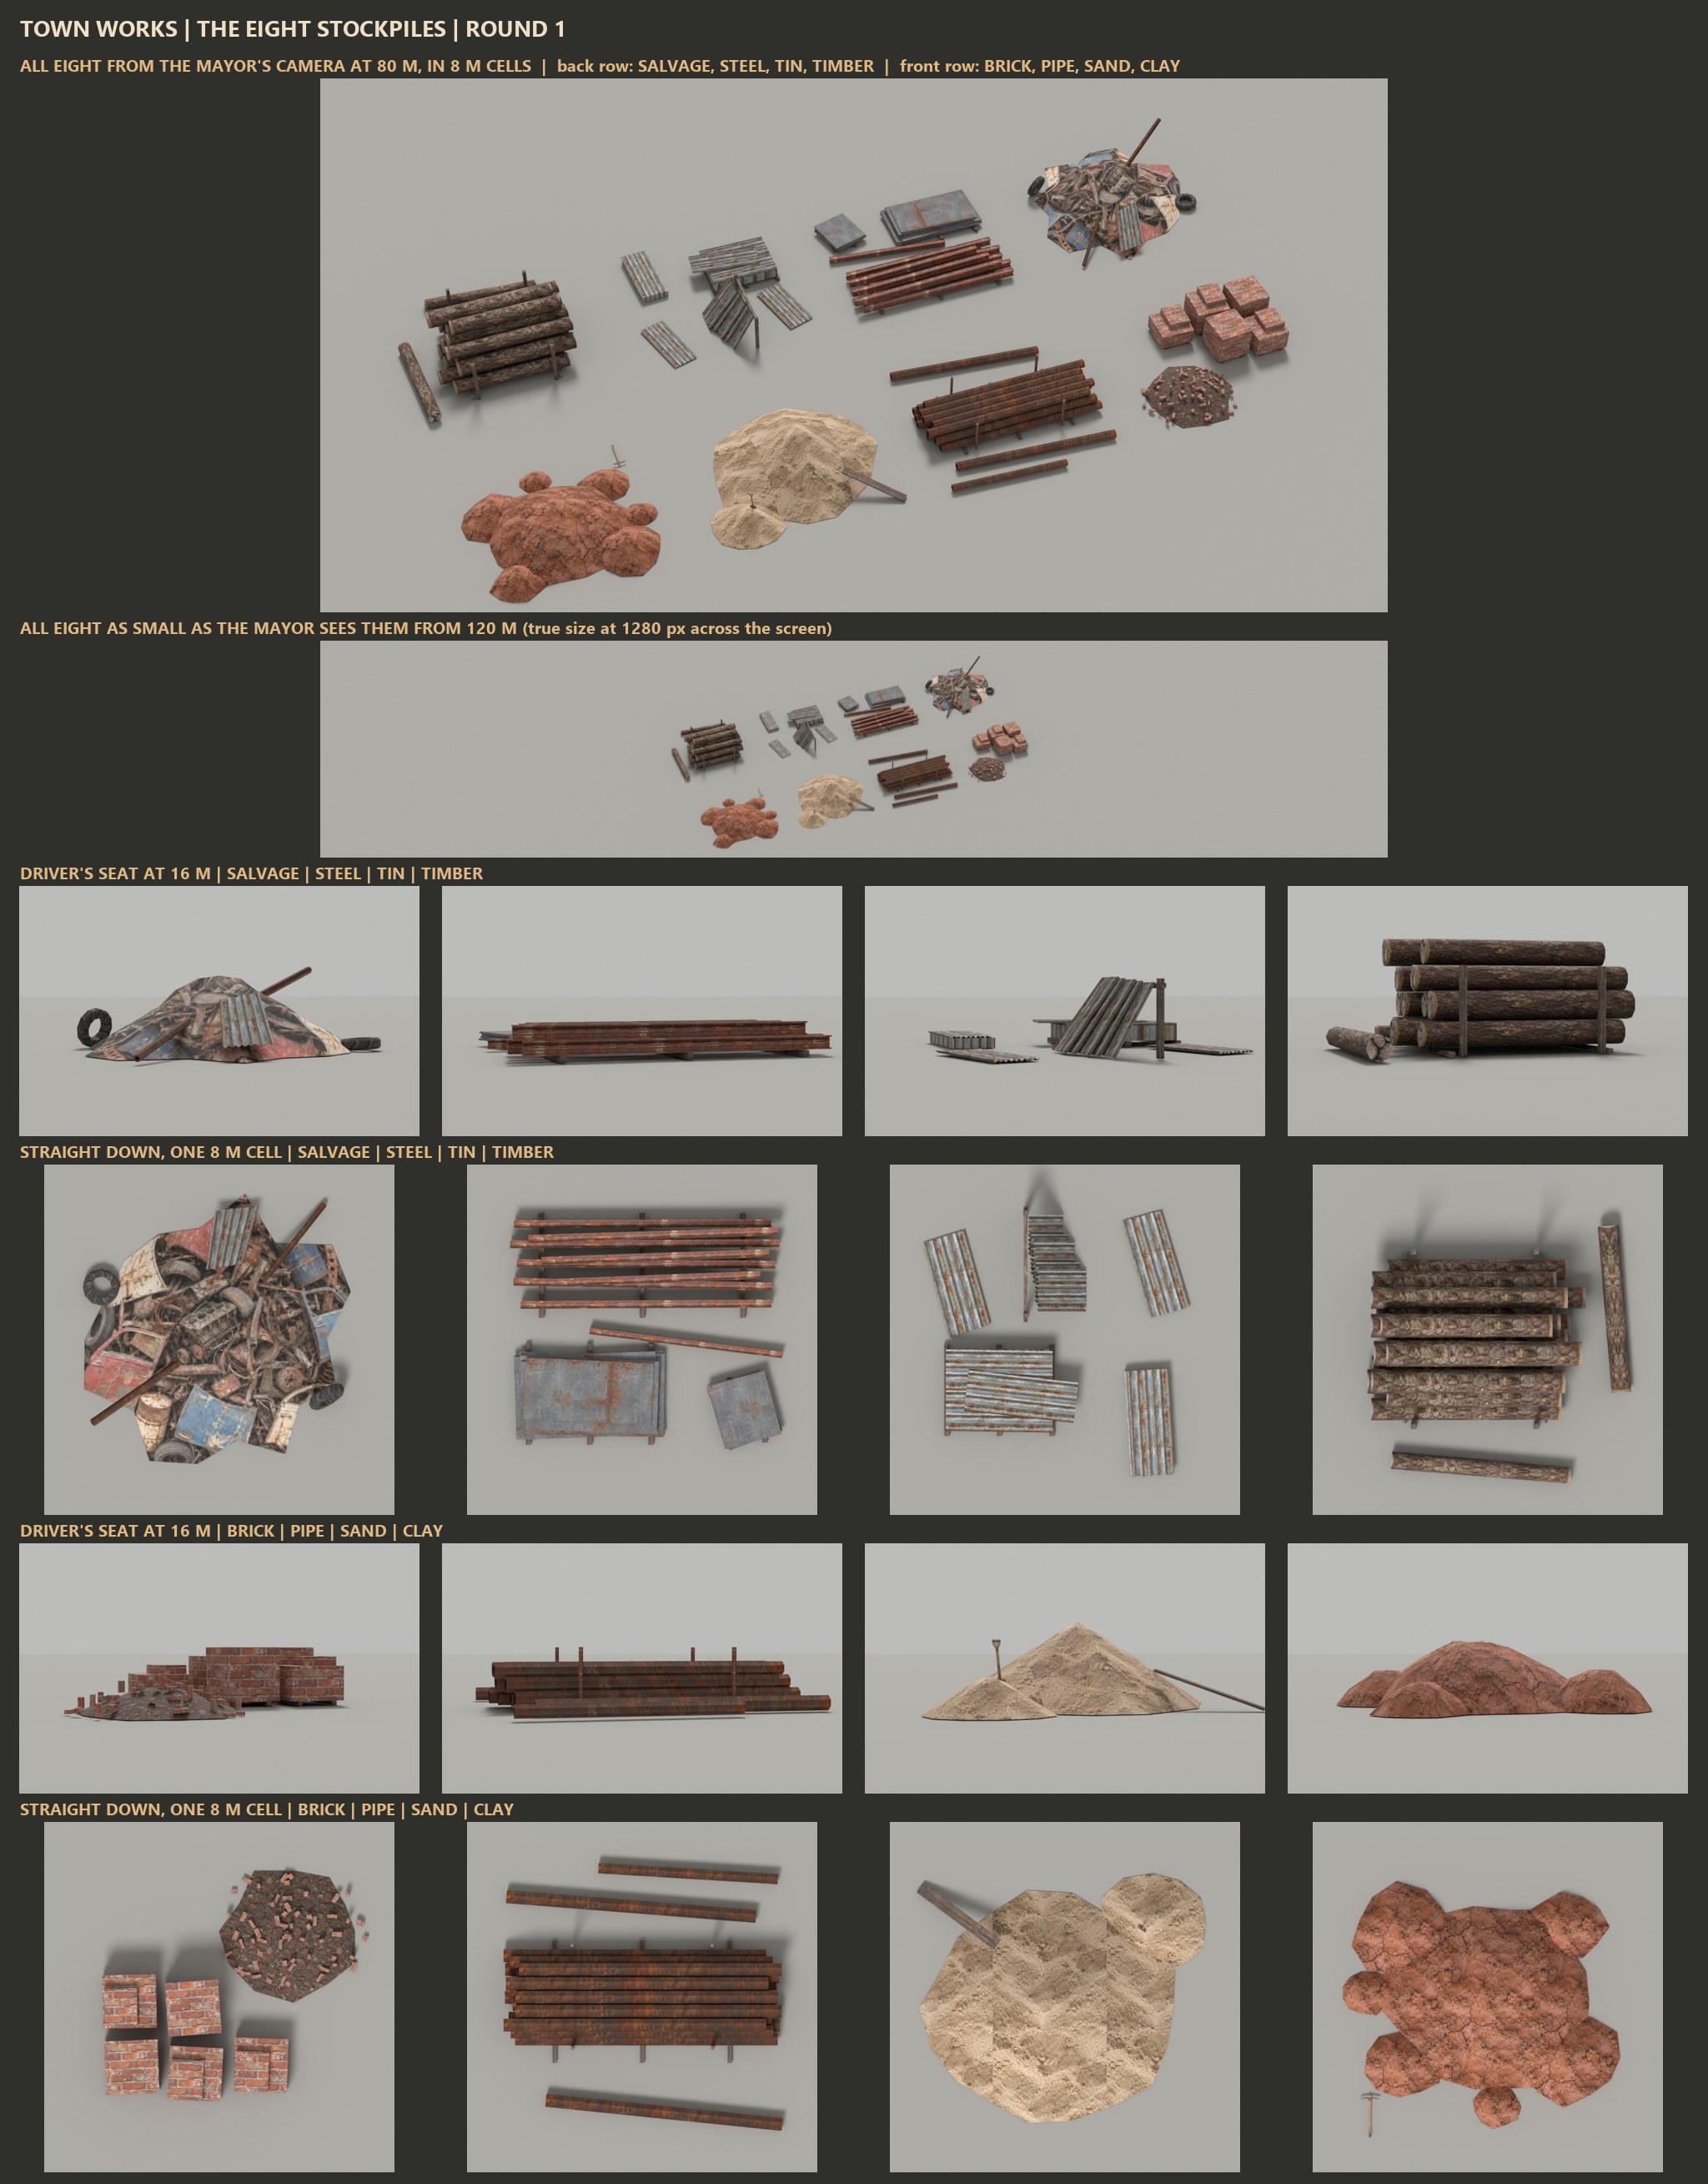 TOWN WORKS | THE EIGHT STOCKPILES | ROUND 1
ALL EIGHT FROM THE MAYOR'S CAMERA AT 80 M, IN 8 M CELLS | back row: SALVAGE, STEEL, TIN, TIMBER | front row: BRICK, PIPE, SAND, CLAY
ALL EIGHT AS SMALL AS THE MAYOR SEES THEM FROM 120 M (true size at 1280 px across the screen)
DRIVER'S SEAT AT 16 M | SALVAGE | STEEL | TIN | TIMBER
STRAIGHT DOWN, ONE 8 M CELL | SALVAGE | STEEL | TIN | TIMBER
DRIVER'S SEAT AT 16 M | BRICK | PIPE | SAND | CLAY
STRAIGHT DOWN, ONE 8 M CELL | BRICK | PIPE | SAND | CLAY